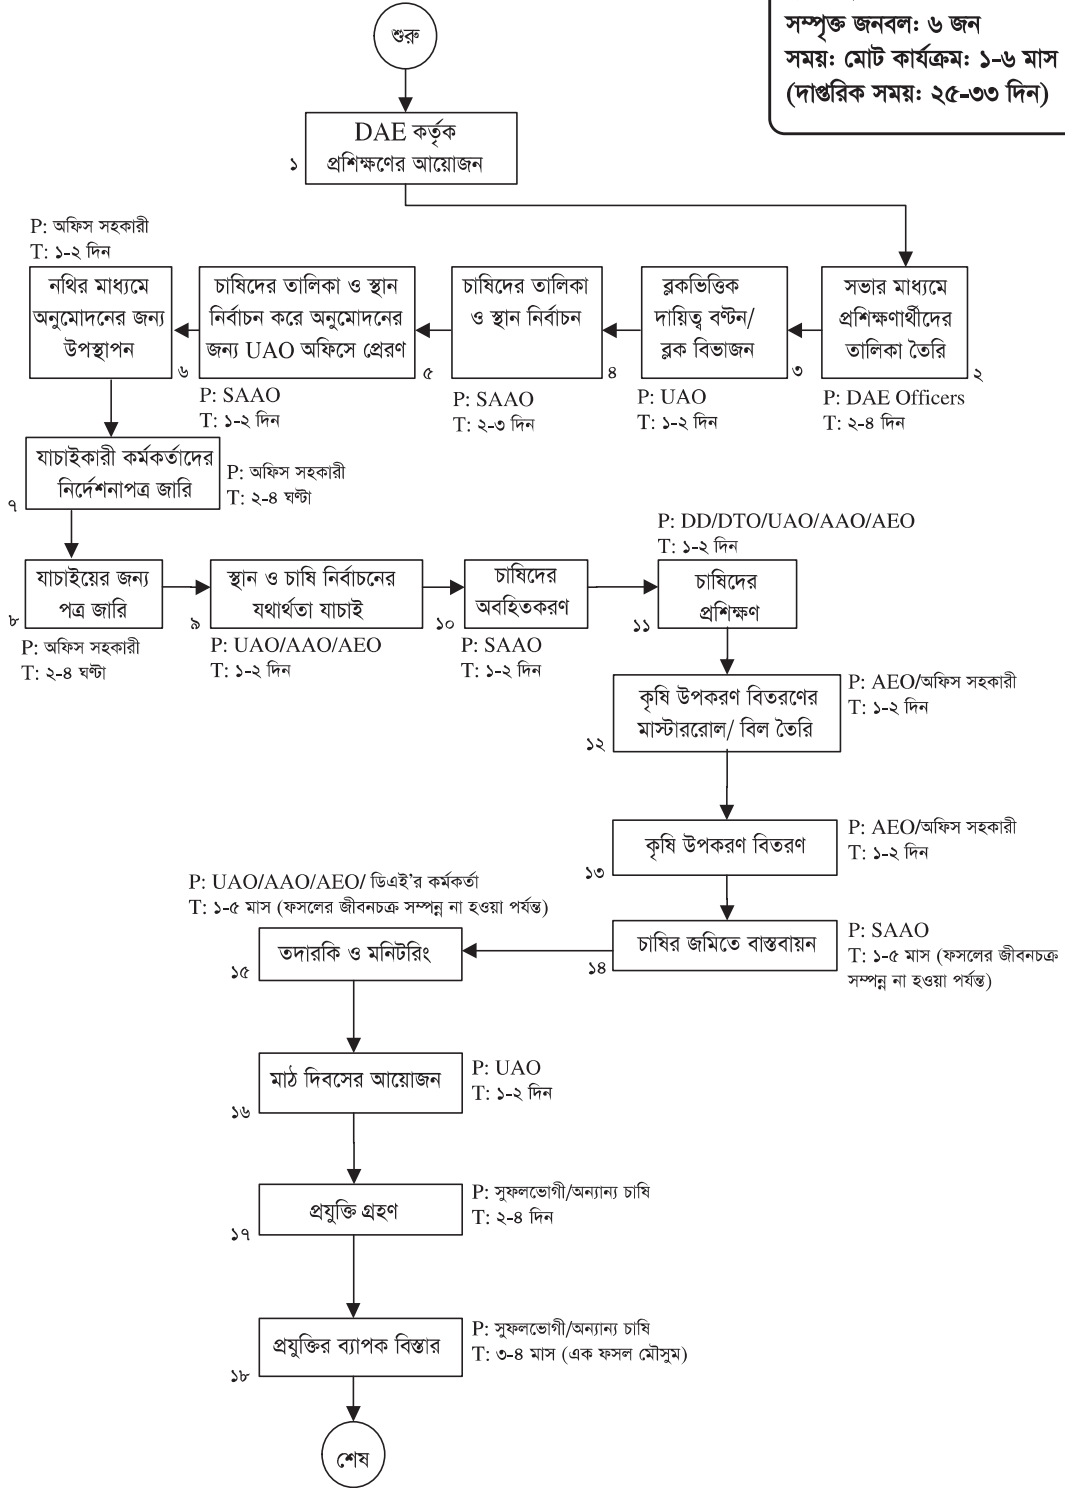 সম্পৃক্ত জনবল: ৬ জন
সময়: মোট কার্যক্রম: ১-৬ মাস
(দাপ্তরিক সময়: ২৫-৩৩ দিন)
শুরু
DAE কর্তৃক
প্রশিক্ষণের আয়োজন
১
সভার মাধ্যমে
প্রশিক্ষণার্থীদের
তালিকা তৈরি
২
P: DAE Officers
T: ২-৪ দিন
ব্লকভিত্তিক
দায়িত্ব বণ্টন/
ব্লক বিভাজন
৩
P: UAO
T: ১-২ দিন
চাষিদের তালিকা
ও স্থান নির্বাচন
৪
P: SAAO
T: ২-৩ দিন
চাষিদের তালিকা ও স্থান
নির্বাচন করে অনুমোদনের
জন্য UAO অফিসে প্রেরণ
৫
P: SAAO
T: ১-২ দিন
P: অফিস সহকারী
T: ১-২ দিন
নথির মাধ্যমে
অনুমোদনের জন্য
উপস্থাপন
৬
যাচাইকারী কর্মকর্তাদের
নির্দেশনাপত্র জারি
৭
P: অফিস সহকারী
T: ২-৪ ঘণ্টা
যাচাইয়ের জন্য
পত্র জারি
৮
P: অফিস সহকারী
T: ২-৪ ঘণ্টা
স্থান ও চাষি নির্বাচনের
যথার্থতা যাচাই
৯
P: UAO/AAO/AEO
T: ১-২ দিন
চাষিদের
অবহিতকরণ
১০
P: SAAO
T: ১-২ দিন
P: DD/DTO/UAO/AAO/AEO
T: ১-২ দিন
চাষিদের
প্রশিক্ষণ
১১
কৃষি উপকরণ বিতরণের
মাস্টাররোল/ বিল তৈরি
১২
P: AEO/অফিস সহকারী
T: ১-২ দিন
কৃষি উপকরণ বিতরণ
১৩
P: AEO/অফিস সহকারী
T: ১-২ দিন
চাষির জমিতে বাস্তবায়ন
১৪
P: SAAO
T: ১-৫ মাস (ফসলের জীবনচক্র
সম্পন্ন না হওয়া পর্যন্ত)
P: UAO/AAO/AEO/ ডিএই'র কর্মকর্তা
T: ১-৫ মাস (ফসলের জীবনচক্র সম্পন্ন না হওয়া পর্যন্ত)
তদারকি ও মনিটরিং
১৫
মাঠ দিবসের আয়োজন
১৬
P: UAO
T: ১-২ দিন
প্রযুক্তি গ্রহণ
১৭
P: সুফলভোগী/অন্যান্য চাষি
T: ২-৪ দিন
প্রযুক্তির ব্যাপক বিস্তার
১৮
P: সুফলভোগী/অন্যান্য চাষি
T: ৩-৪ মাস (এক ফসল মৌসুম)
শেষ